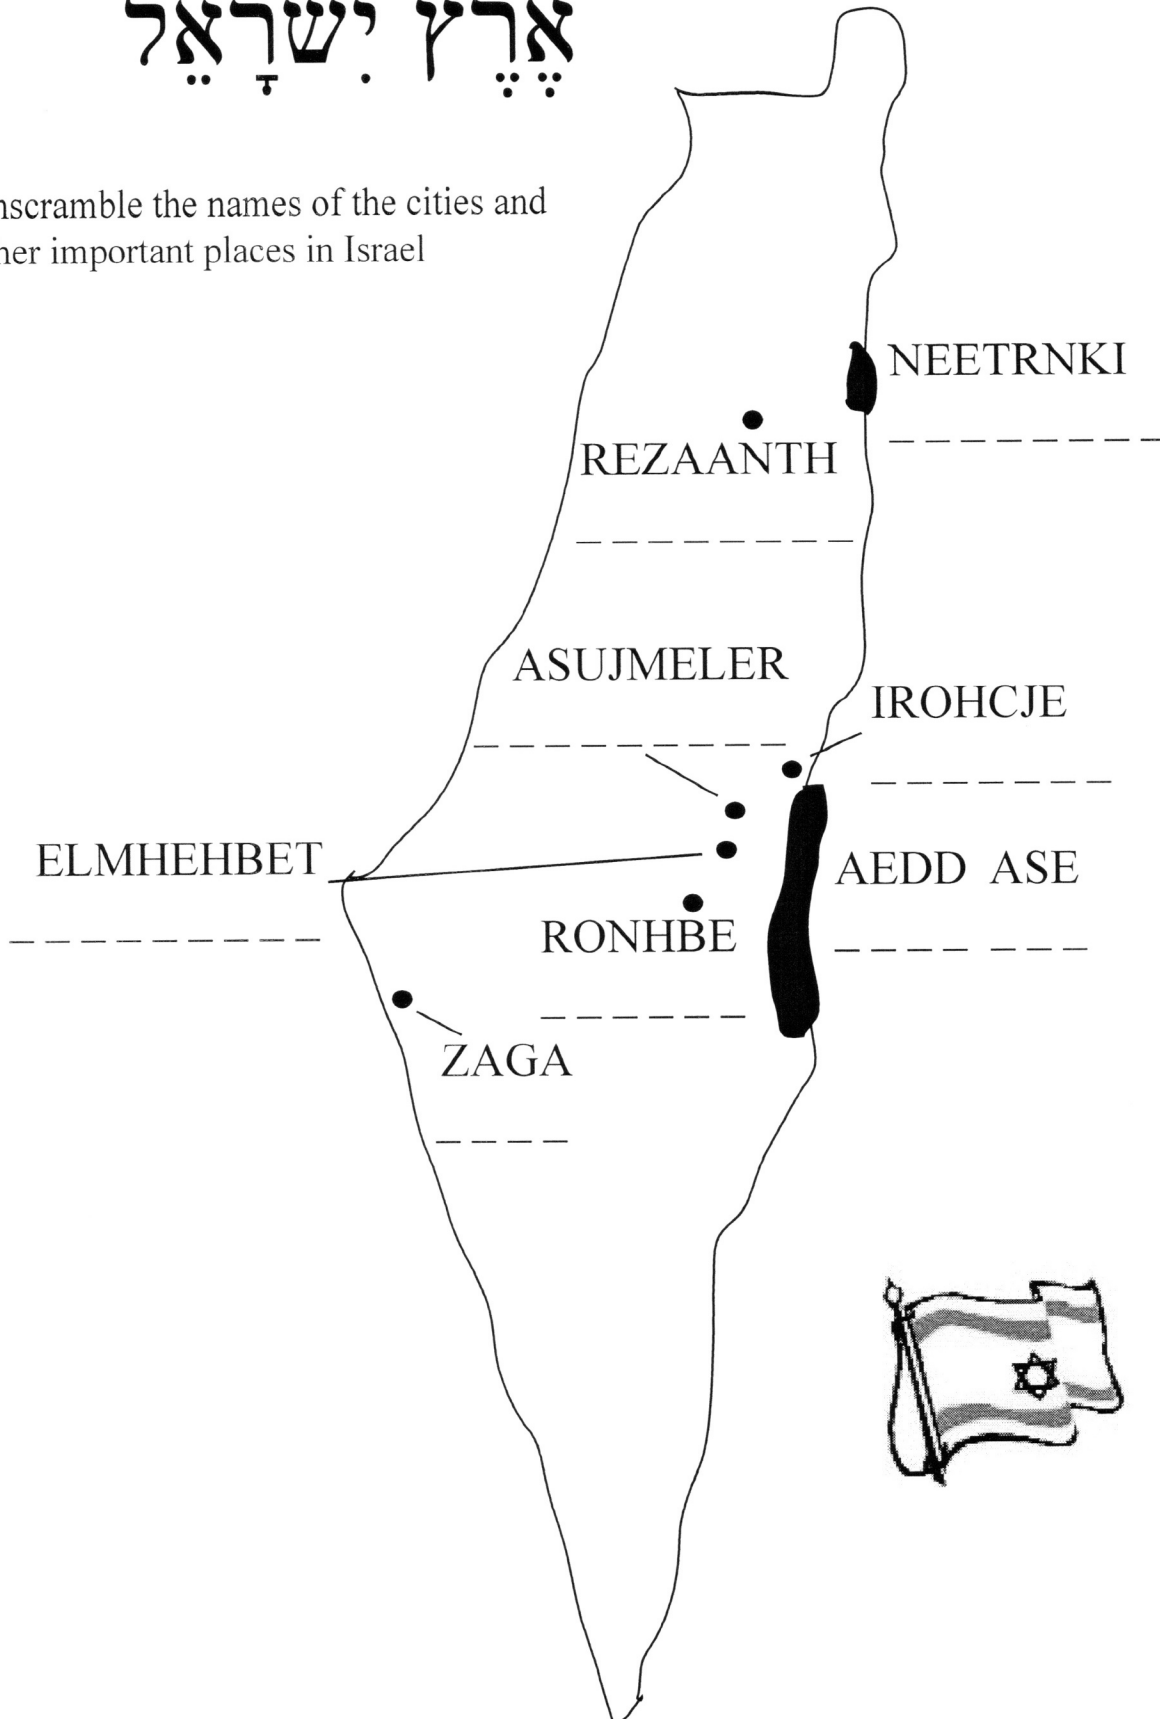 אֶרֶץ יִשׂרָאֵל
nscramble the names of the cities and
her important places in Israel
NEETRNKI
REZAANTH
ASUJMELER
IROHCJE
ELMHEHBET
AEDD ASE
RONHBE
ZAGA